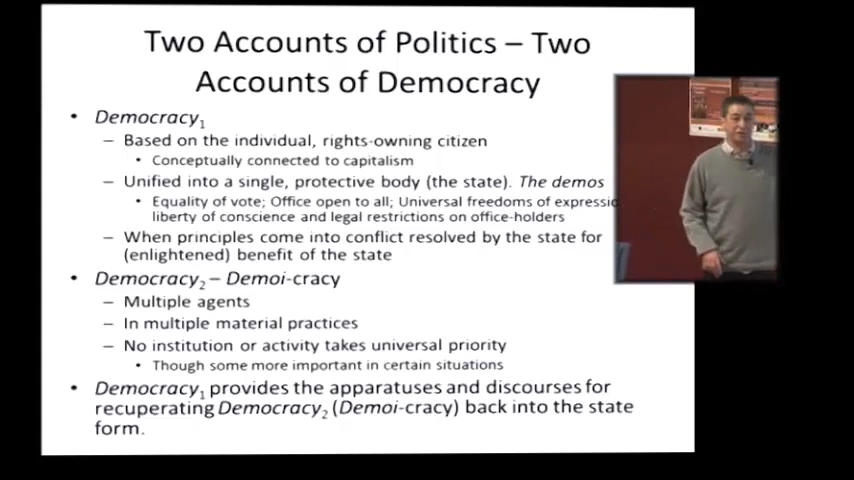 Two Accounts of Politics – Two
Accounts of Democracy
• Democracy₁
– Based on the individual, rights-owning citizen
• Conceptually connected to capitalism
– Unified into a single, protective body (the state). The demos
• Equality of vote; Office open to all; Universal freedoms of expressio
liberty of conscience and legal restrictions on office-holders
– When principles come into conflict resolved by the state for
(enlightened) benefit of the state
• Democracy₂ – Demoi-cracy
– Multiple agents
– In multiple material practices
– No institution or activity takes universal priority
• Though some more important in certain situations
• Democracy₁ provides the apparatuses and discourses for
recuperating Democracy₂ (Demoi-cracy) back into the state
form.